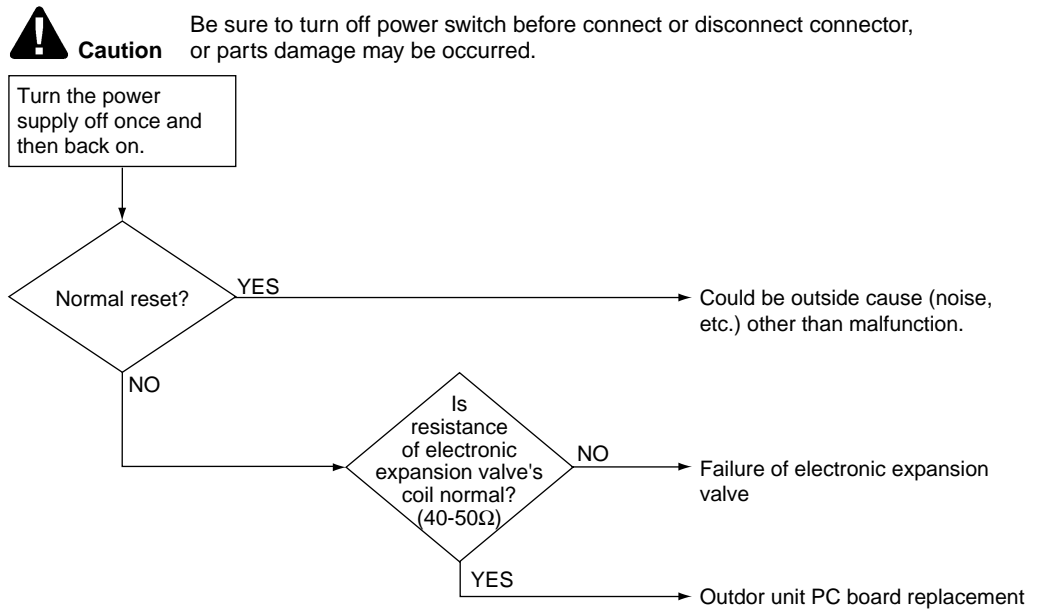 Be sure to turn off power switch before connect or disconnect connector,
Caution or parts damage may be occurred.
Turn the power
supply off once and
then back on.
Normal reset?
YES
Could be outside cause (noise,
etc.) other than malfunction.
NO
Is
resistance
of electronic
expansion valve's
coil normal?
(40-50Ω)
NO
Failure of electronic expansion
valve
YES
Outdor unit PC board replacement